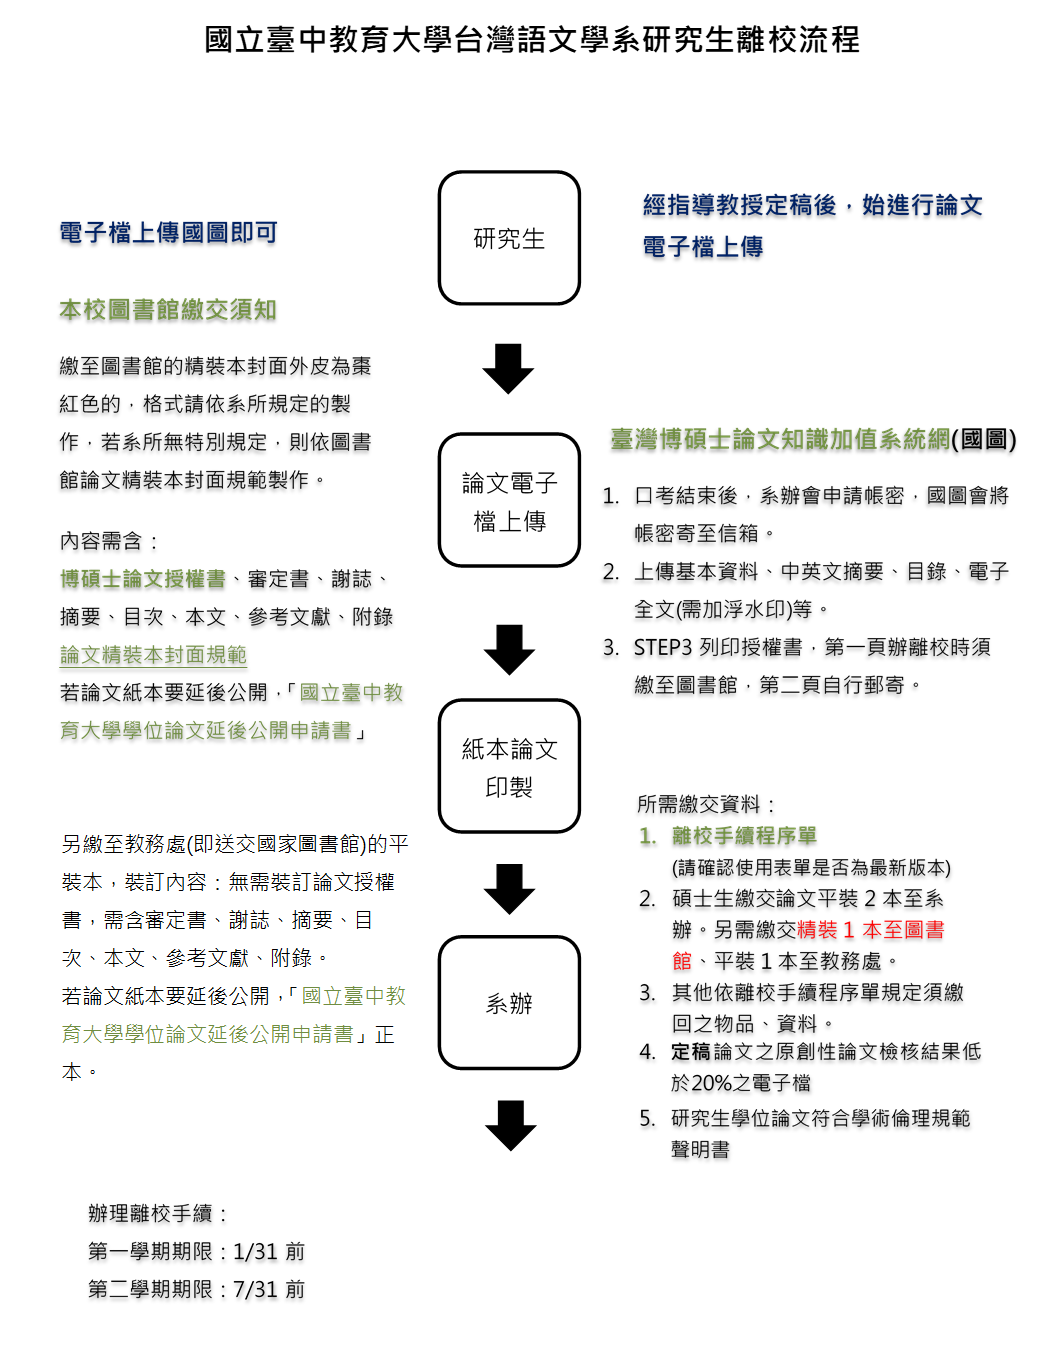 國立臺中教育大學台灣語文學系研究生離校流程
研究生
經指導教授定稿後，始進行論文
電子檔上傳
電子檔上傳國圖即可
本校圖書館繳交須知
繳至圖書館的精裝本封面外皮為棗
紅色的，格式請依系所規定的製
作，若系所無特別規定，則依圖書
館論文精裝本封面規範製作。
內容需含：
博碩士論文授權書、審定書、謝誌、
摘要、目次、本文、參考文獻、附錄
論文精裝本封面規範
若論文紙本要延後公開，「國立臺中教
育大學學位論文延後公開申請書」
論文電子
檔上傳
臺灣博碩士論文知識加值系統網(國圖)
1. 口考結束後，系辦會申請帳密，國圖會將
帳密寄至信箱。
2. 上傳基本資料、中英文摘要、目錄、電子
全文(需加浮水印)等。
3. STEP3 列印授權書，第一頁辦離校時須
繳至圖書館，第二頁自行郵寄。
紙本論文
印製
另繳至教務處(即送交國家圖書館)的平
裝本，裝訂內容：無需裝訂論文授權
書，需含審定書、謝誌、摘要、目
次、本文、參考文獻、附錄。
若論文紙本要延後公開，「國立臺中教
育大學學位論文延後公開申請書」正
本。
系辦
所需繳交資料：
1. 離校手續程序單
(請確認使用表單是否為最新版本)
2. 碩士生繳交論文平裝 2 本至系
辦。另需繳交精裝 1 本至圖書
館、平裝 1 本至教務處。
3. 其他依離校手續程序單規定須繳
回之物品、資料。
4. 定稿論文之原創性論文檢核結果低
於20%之電子檔
5. 研究生學位論文符合學術倫理規範
聲明書
辦理離校手續：
第一學期期限：1/31 前
第二學期期限：7/31 前